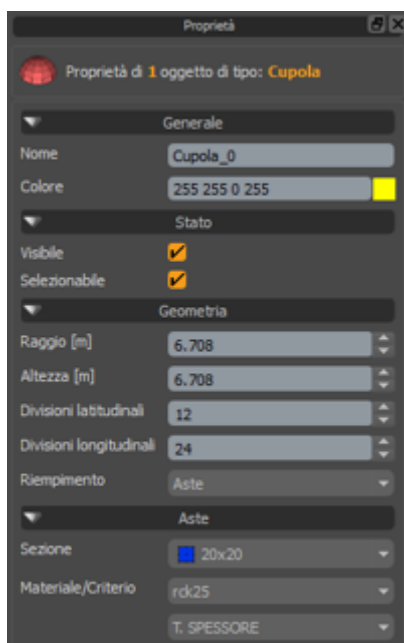 Proprietà
Proprietà di 1 oggetto di tipo: Cupola
Generale
Nome Cupola_0
Colore 255 255 0 255
Stato
Visibile
Selezionabile
Geometria
Raggio [m] 6.708
Altezza [m] 6.708
Divisioni latitudinali 12
Divisioni longitudinali 24
Riempimento Aste
Aste
Sezione 20x20
Materiale/Criterio rck25
T. SPESSORE